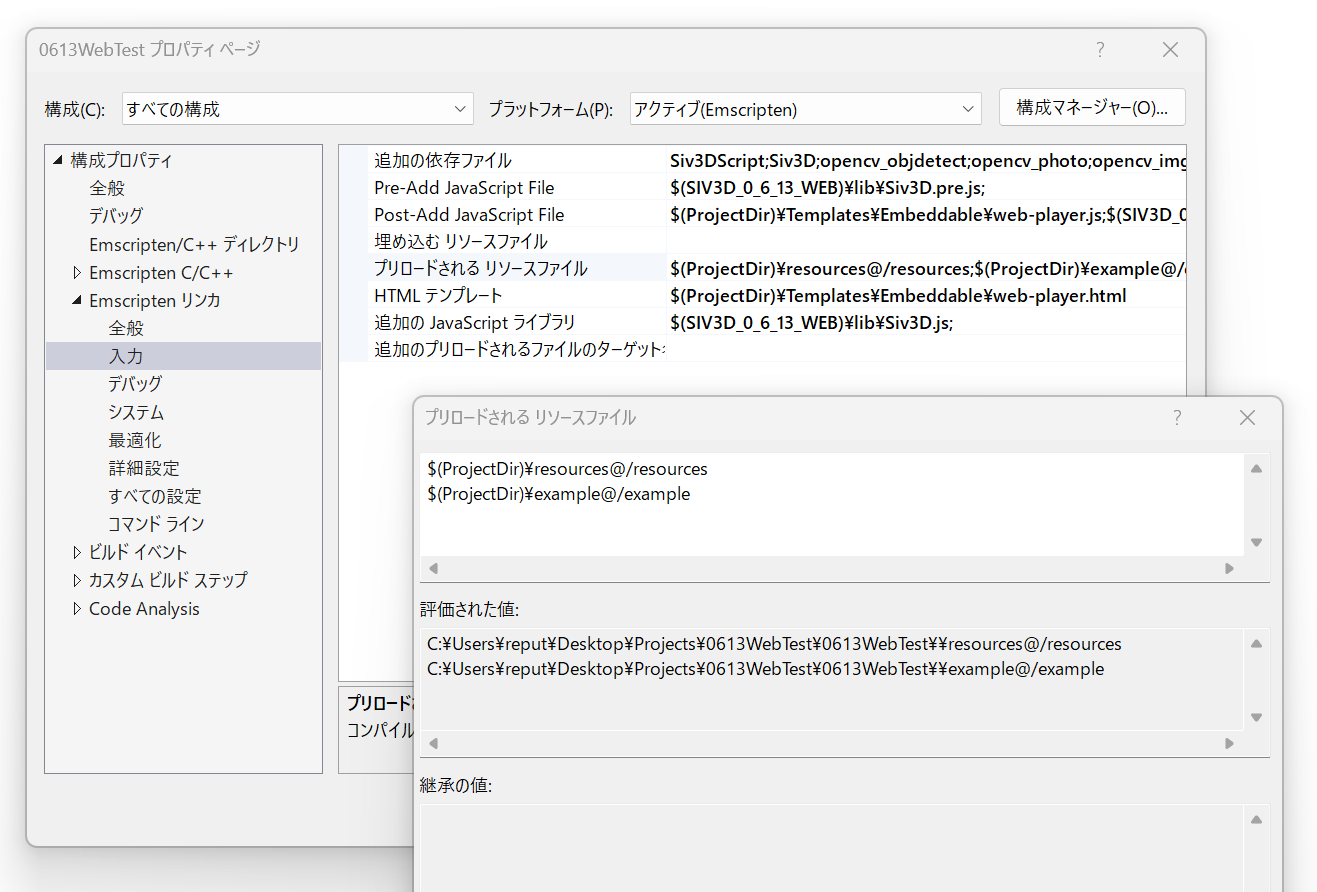 0613WebTest プロパティ ページ
?
構成(C):
すべての構成
プラットフォーム(P):
アクティブ(Emscripten)
構成マネージャー(O)...
構成プロパティ
全般
デバッグ
Emscripten/C++ ディレクトリ
Emscripten C/C++
Emscripten リンカ
全般
入力
デバッグ
システム
最適化
詳細設定
すべての設定
コマンド ライン
ビルド イベント
カスタム ビルド ステップ
Code Analysis
追加の依存ファイル Siv3DScript;Siv3D;opencv_objdetect;opencv_photo;opencv_img
Pre-Add JavaScript File $(SIV3D_0_6_13_WEB)¥lib¥Siv3D.pre.js;
Post-Add JavaScript File $(ProjectDir)¥Templates¥Embeddable¥web-player.js;$(SIV3D_0
埋め込む リソースファイル
プリロードされる リソースファイル $(ProjectDir)¥resources@/resources;$(ProjectDir)¥example@/
HTML テンプレート $(ProjectDir)¥Templates¥Embeddable¥web-player.html
追加の JavaScript ライブラリ $(SIV3D_0_6_13_WEB)¥lib¥Siv3D.js;
追加のプリロードされるファイルのターゲット
プリロード
コンパイル
プリロードされる リソースファイル
?
$(ProjectDir)¥resources@/resources
$(ProjectDir)¥example@/example
評価された値:
C:¥Users¥reput¥Desktop¥Projects¥0613WebTest¥0613WebTest¥¥resources@/resources
C:¥Users¥reput¥Desktop¥Projects¥0613WebTest¥0613WebTest¥¥example@/example
継承の値: